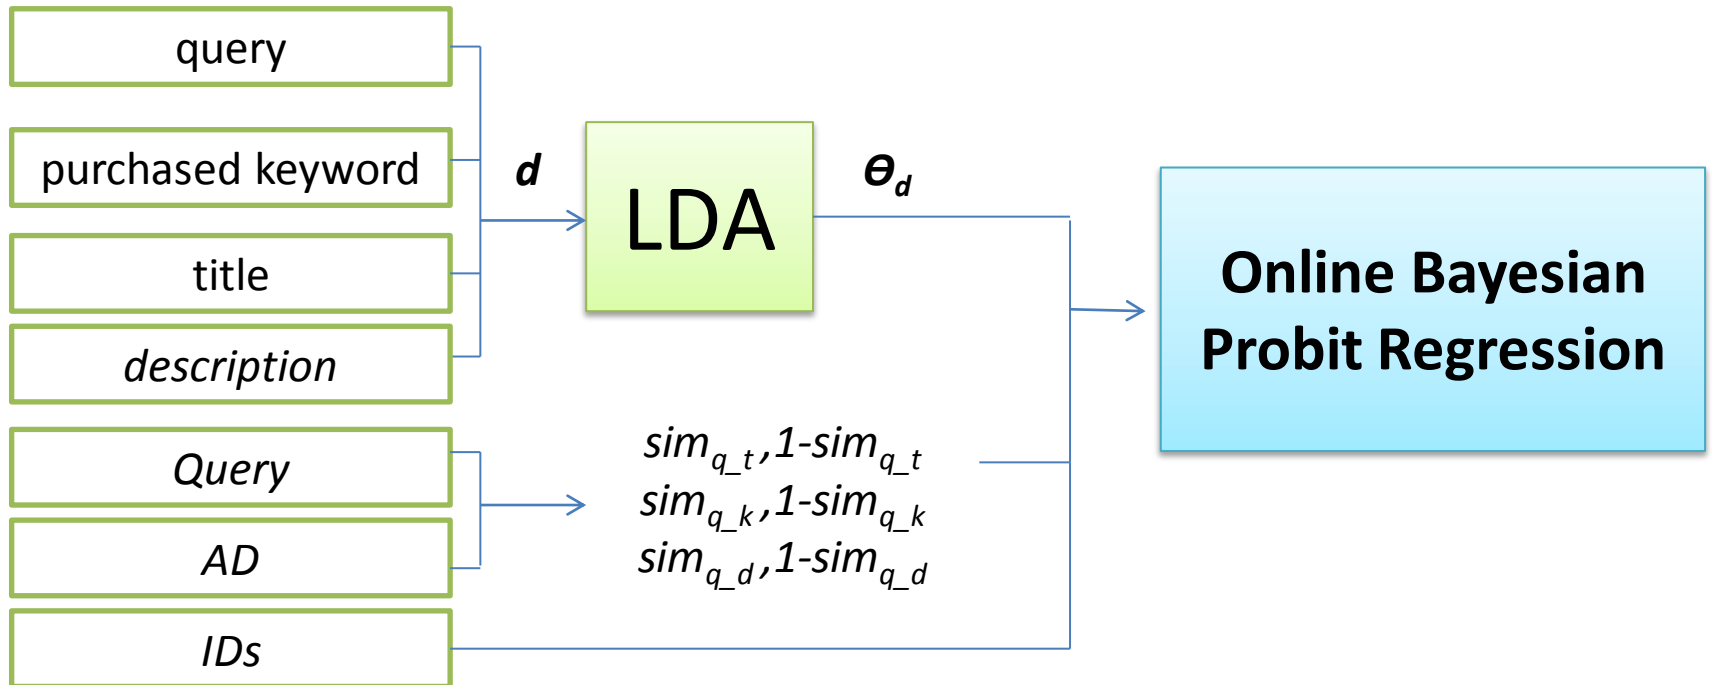 query
purchased keyword
title
description
Query
AD
IDs
d
LDA
ϴd
simq_t,1-simq_t
simq_k,1-simq_k
simq_d,1-simq_d
Online Bayesian
Probit Regression